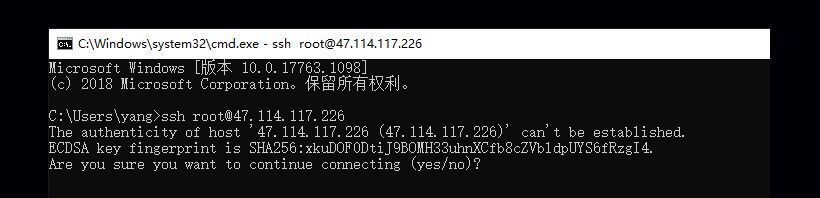 C:\Windows\system32\cmd.exe - ssh root@47.114.117.226
Microsoft Windows [版本 10.0.17763.1098]
(c) 2018 Microsoft Corporation。保留所有权利。
C:\Users\yang>ssh root@47.114.117.226
The authenticity of host '47.114.117.226 (47.114.117.226)' can't be established.
ECDSA key fingerprint is SHA256:xkuDOF0DtiJ9BOMH33uhnXCfb8cZVb1dpUYS6fRzgI4.
Are you sure you want to continue connecting (yes/no)?